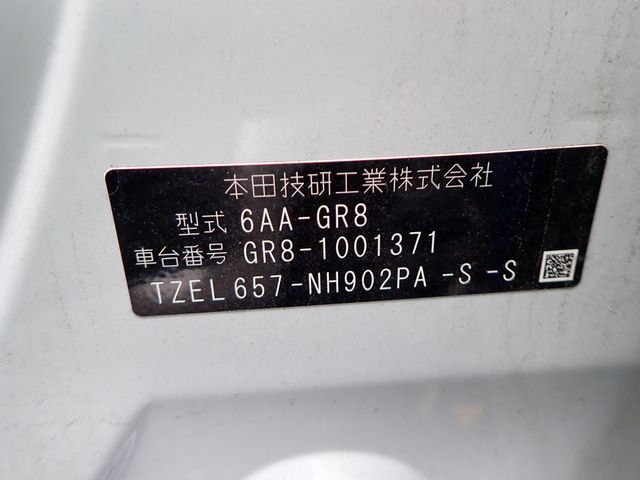 本田技研工業株式会社
型式 6AA-GR8
車台番号 GR8-1001371
TZEL657-NH902PA -S -S